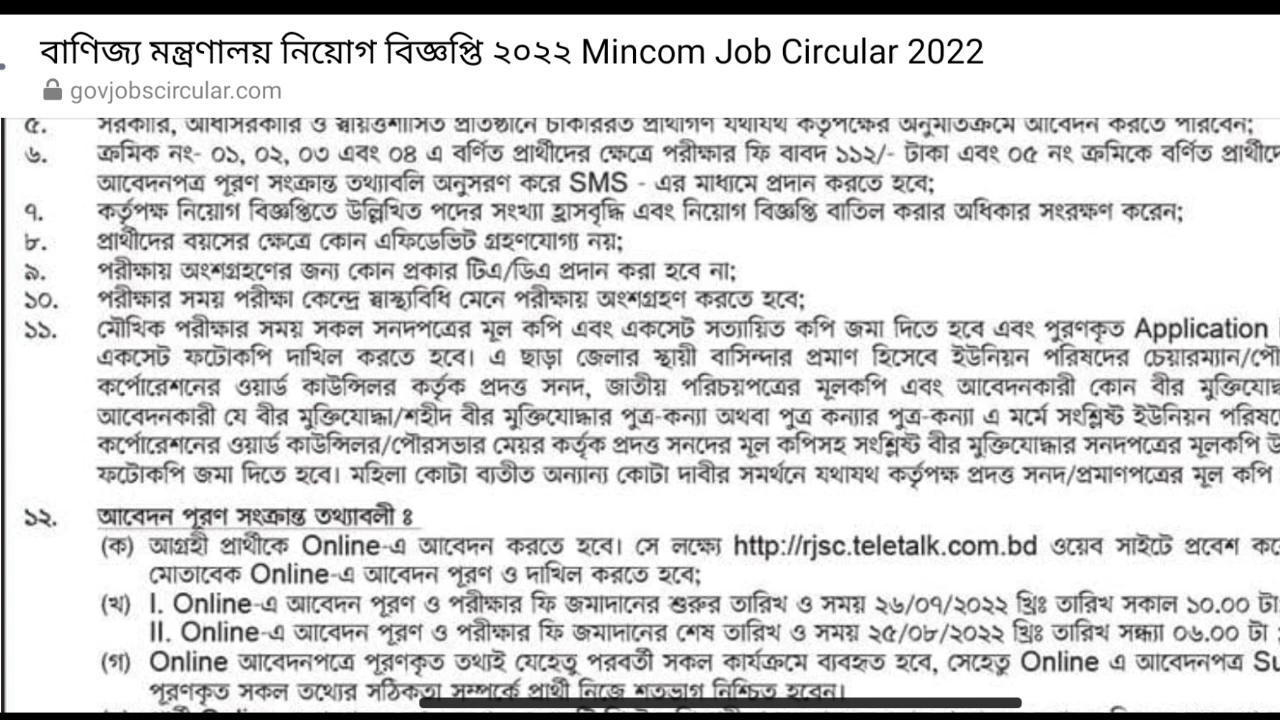 বাণিজ্য মন্ত্রণালয় নিয়োগ বিজ্ঞপ্তি ২০২২ Mincom Job Circular 2022
govjobscircular.com
৫. সরকারি, আধাসরকারি ও স্বায়ত্তশাসিত প্রতিষ্ঠানে চাকরিরত প্রার্থীগণ যথাযথ কর্তৃপক্ষের অনুমতিক্রমে আবেদন করতে পারবেন;
৬. ক্রমিক নং- ০১, ০২, ০৩ এবং ০৪ এ বর্ণিত প্রার্থীদের ক্ষেত্রে পরীক্ষার ফি বাবদ ১১২/- টাকা এবং ০৫ নং ক্রমিকে বর্ণিত
আবেদনপত্র পূরণ সংক্রান্ত তথ্যাবলি অনুসরণ করে SMS - এর মাধ্যমে প্রদান করতে হবে;
৭. কর্তৃপক্ষ নিয়োগ বিজ্ঞপ্তিতে উল্লিখিত পদের সংখ্যা হ্রাসবৃদ্ধি এবং নিয়োগ বিজ্ঞপ্তি বাতিল করার অধিকার সংরক্ষণ করেন;
৮. প্রার্থীদের বয়সের ক্ষেত্রে কোন এফিডেভিট গ্রহণযোগ্য নয়;
৯. পরীক্ষায় অংশগ্রহণের জন্য কোন প্রকার টিএ/ডিএ প্রদান করা হবে না;
১০. পরীক্ষার সময় পরীক্ষা কেন্দ্রে স্বাস্থ্যবিধি মেনে পরীক্ষায় অংশগ্রহণ করতে হবে;
১১. মৌখিক পরীক্ষার সময় সকল সনদপত্রের মূল কপি এবং একসেট সত্যায়িত কপি জমা দিতে হবে এবং পুরণকৃত Application
একসেট ফটোকপি দাখিল করতে হবে। এ ছাড়া জেলার স্থায়ী বাসিন্দার প্রমাণ হিসেবে ইউনিয়ন পরিষদের চেয়ারম্যান/পৌ
কর্পোরেশনের ওয়ার্ড কাউন্সিলর কর্তৃক প্রদত্ত সনদ, জাতীয় পরিচয়পত্রের মূলকপি এবং আবেদনকারী কোন বীর
আবেদনকারী যে বীর মুক্তিযোদ্ধা/শহীদ বীর মুক্তিযোদ্ধার পুত্র-কন্যা অথবা পুত্র কন্যার পুত্র-কন্যা এ মর্মে সংশ্লিষ্ট ইউনিয়ন
কর্পোরেশনের ওয়ার্ড কাউন্সিলর/পৌরসভার মেয়র কর্তৃক প্রদত্ত সনদের মূল কপিসহ সংশ্লিষ্ট বীর মুক্তিযোদ্ধার সনদপত্রের মূলকপি
ফটোকপি জমা দিতে হবে। মহিলা কোটা ব্যতীত অন্যান্য কোটা দাবীর সমর্থনে যথাযথ কর্তৃপক্ষ প্রদত্ত সনদ/প্রমাণপত্রের মূল কপি
১২. আবেদন পূরণ সংক্রান্ত তথ্যাবলী ঃ
(ক) আগ্রহী প্রার্থীকে Online-এ আবেদন করতে হবে। সে লক্ষ্যে http://rjsc.teletalk.com.bd ওয়েব সাইটে প্রবেশ
মোতাবেক Online-এ আবেদন পূরণ ও দাখিল করতে হবে;
(খ) I. Online-এ আবেদন পূরণ ও পরীক্ষার ফি জমাদানের শুরুর তারিখ ও সময় ২৬/০৭/২০২২ খ্রিঃ তারিখ সকাল ১০.০০ টা
II. Online-এ আবেদন পূরণ ও পরীক্ষার ফি জমাদানের শেষ তারিখ ও সময় ২৫/০৮/২০২২ খ্রিঃ তারিখ সন্ধ্যা ০৬.০০ টা
(গ) Online আবেদনপত্রে পূরণকৃত তথ্যই যেহেতু পরবর্তী সকল কার্যক্রমে ব্যবহৃত হবে, সেহেতু Online এ আবেদনপত্র Su
পূরণকৃত সকল তথ্যের সঠিকতা সম্পর্কে প্রার্থী নিজে শতভাগ নিশ্চিত হবেন।